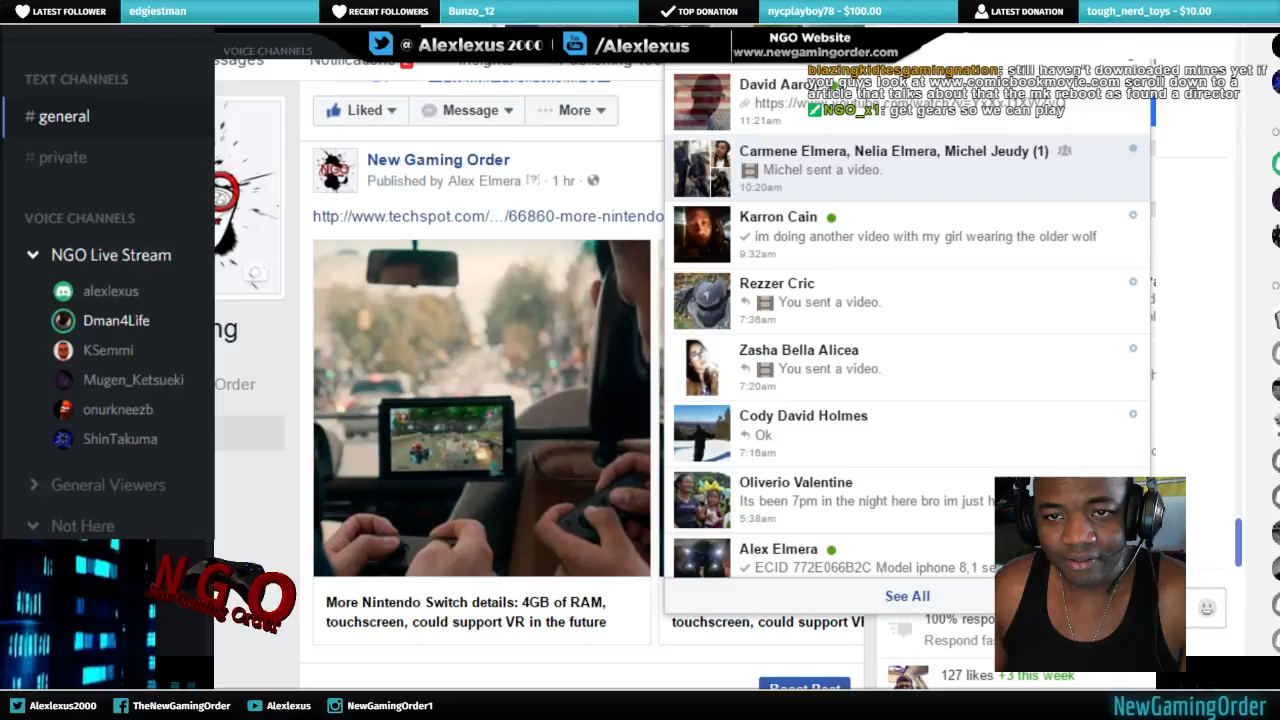 LATEST FOLLOWER
edgiestman
RECENT FOLLOWERS
Bunzo_12
TOP DONATION
nycplayboy78 - $100.00
LATEST DONATION
tough_nerd_toys - $10.00
@ Alexlexus 2000
/Alexlexus
NGO Website
www.newgamingorder.com
blazingkidtesgamingnation: still haven't downloaded mines yet if
you guys look at www.comicbookmovie.com scroll down to a
article that talks about that the mk reboot as found a director
NGO_x1: get gears so we can play
TEXT CHANNELS
# general
# private
VOICE CHANNELS
VOICE CHANNELS
NGO Live Stream
alexlexus
Dman4Life
KSemmi
Mugen_Ketsueki
onurkneezb
ShinTakuma
General Viewers
Not Here
NGO
Liked
Message
More
New Gaming Order
Published by Alex Elmera [?] · 1 hr ·
http://www.techspot.com/.../66860-more-nintendo
More Nintendo Switch details: 4GB of RAM,
touchscreen, could support VR in the future
touchscreen, could support VR
David
11:21am
Carmene Elmera, Nelia Elmera, Michel Jeudy (1)
Michel sent a video.
10:20am
Karron Cain
im doing another video with my girl wearing the older wolf
9:32am
Rezzer Cric
You sent a video.
7:36am
Zasha Bella Alicea
You sent a video.
7:20am
Cody David Holmes
Ok
7:16am
Oliverio Valentine
Its been 7pm in the night here bro im just
5:38am
Alex Elmera
ECID 772E066B2C Model iphone 8,1
See All
100%
Respond
127 likes +3 this week
Boost Post
Alexlexus2000
TheNewGamingOrder
Alexlexus
NewGamingOrder1
NewGamingOrder